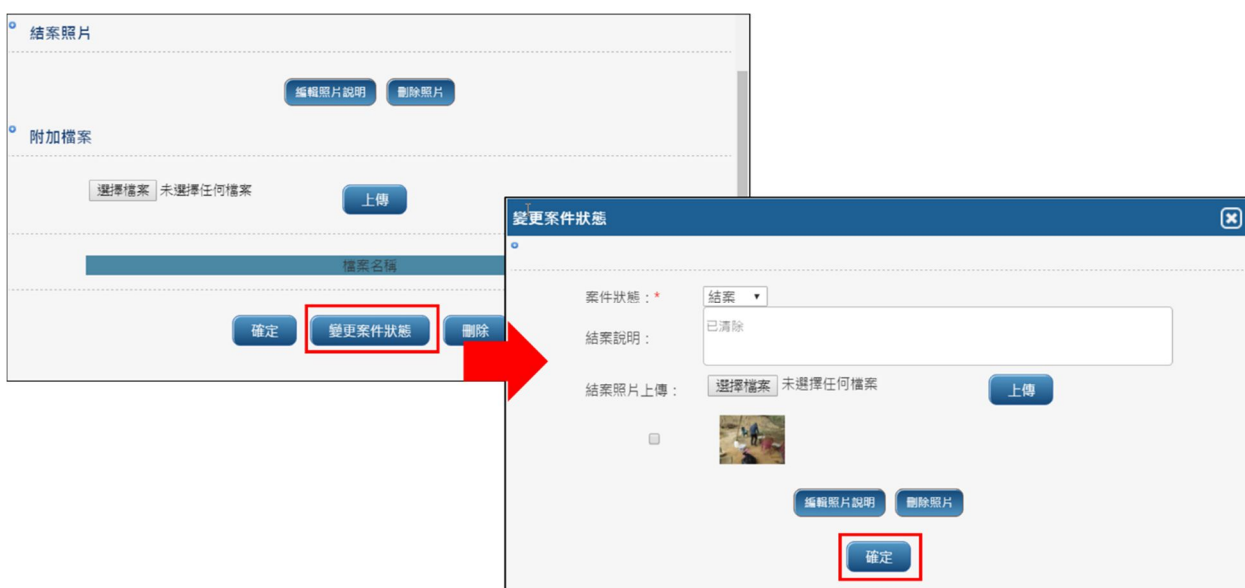 結案照片
編輯照片說明 刪除照片
附加檔案
選擇檔案 未選擇任何檔案 上傳
檔案名稱
確定 變更案件狀態 刪除
變更案件狀態
案件狀態：* 結案
結案說明： 已清除
結案照片上傳： 選擇檔案 未選擇任何檔案 上傳
編輯照片說明 刪除照片
確定